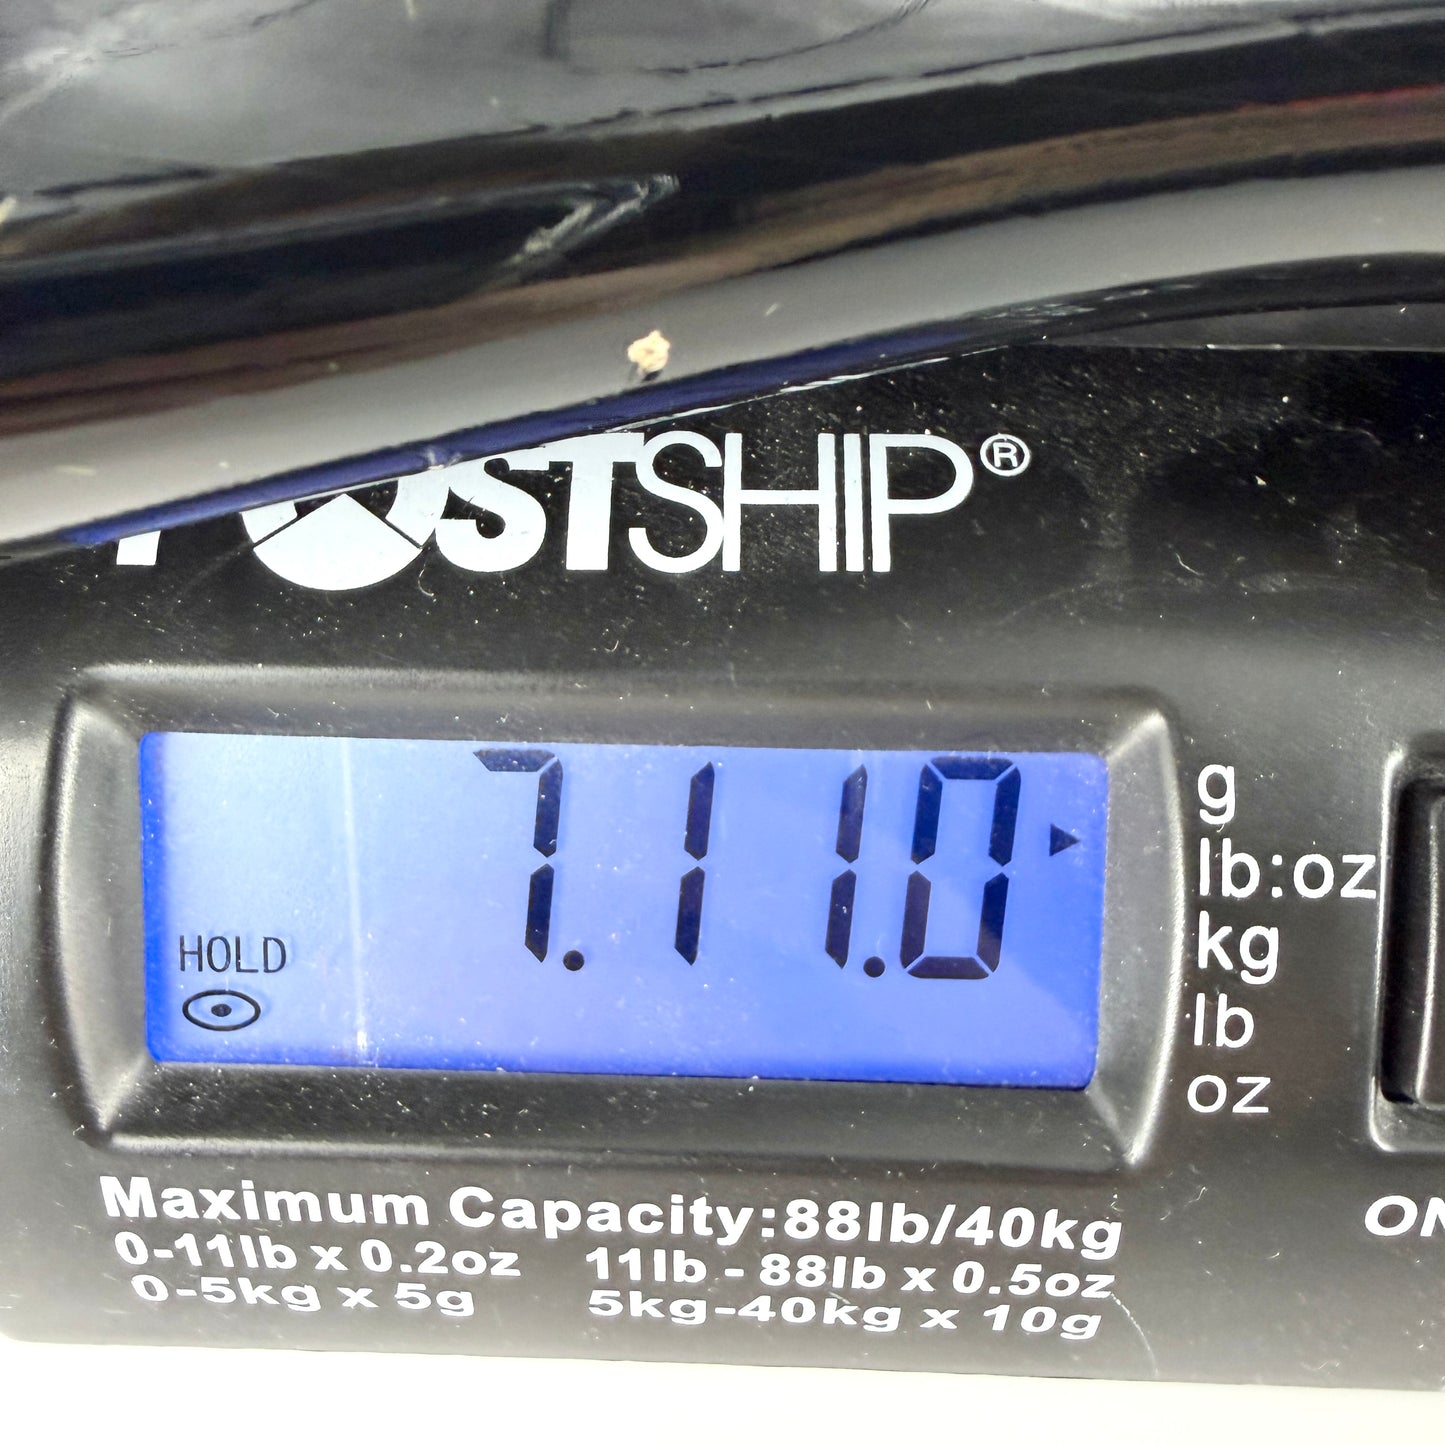 POSTSHIP®
7.11.0
HOLD
g
lb:oz
kg
lb
oz
Maximum Capacity:88lb/40kg
0-11lb x 0.2oz 11lb - 88lb x 0.5oz
0-5kg x 5g 5kg-40kg x 10g